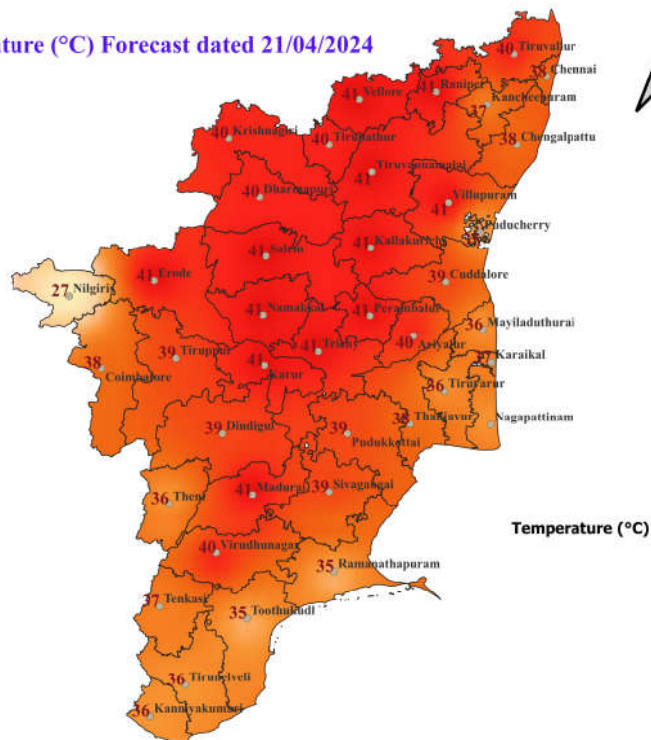 ature (°C) Forecast dated 21/04/2024
40 Tiruvallur
38 Chennai
41 Vellore
41 Ranipet
37 Kancheepuram
40 Krishnagiri
40 Tirupathur
38 Chengalpattu
41 Tiruvannamalai
40 Dharmapuri
41 Villupuram
Puducherry
41 Salem
41 Kallakurichi
27 Nilgiris
41 Erode
39 Cuddalore
41 Namakkal
41 Perambalur
36 Mayiladuthurai
40 Ariyalur
39 Tiruppur
41 Trichy
37 Karaikal
38 Coimbatore
41 Karur
36 Tiruvarur
39 Dindigul
39 Pudukkottai
Thanjavur
Nagapattinam
36 Theni
41 Madurai
39 Sivagangai
Temperature (°C)
40 Virudhunagar
35 Ramanathapuram
37 Tenkasi
35 Toothukudi
36 Tirunelveli
36 Kanniyakumari